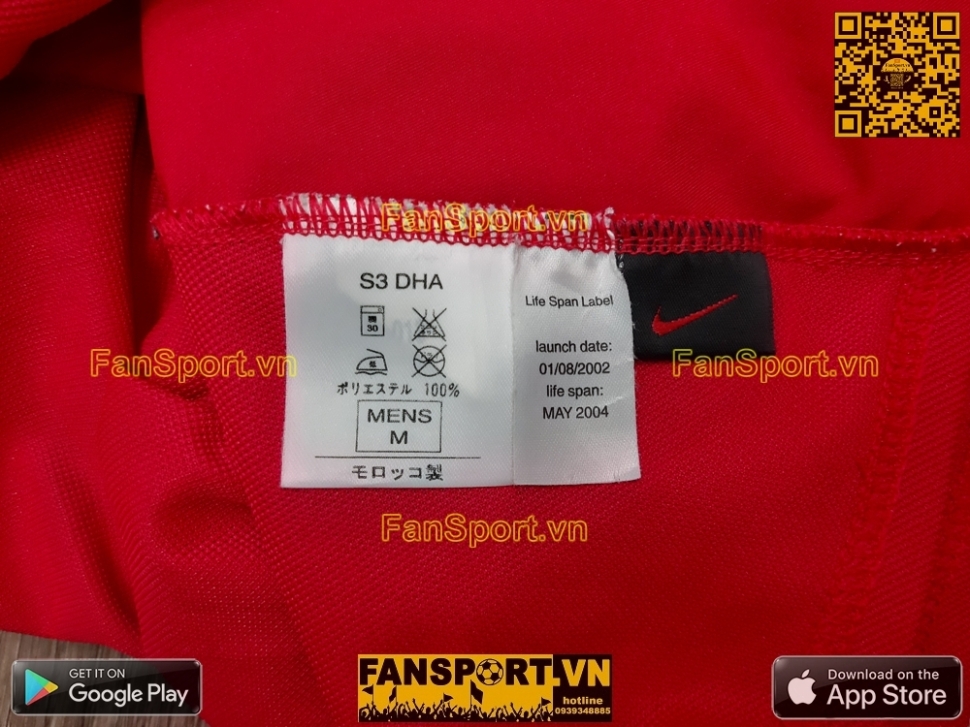 FanSport.vn
S3 DHA
30
ポリエステル 100%
MENS
M
モロッコ製
Life Span Label
launch date:
01/08/2002
life span:
MAY 2004
FanSport.vn
FanSport.vn
FanSport.vn
GET IT ON
Google Play
FANSPORT.VN
hotline
0939348885
Download on the
App Store